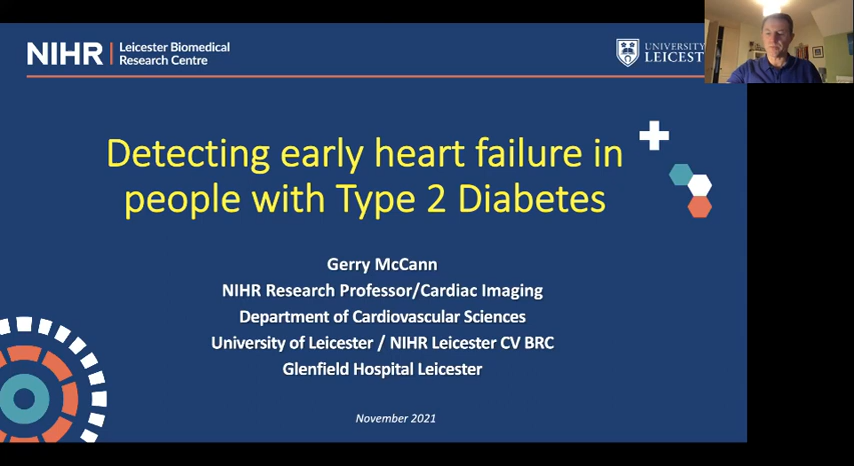 NIHR | Leicester Biomedical
Research Centre
UNIVERSITY
LEICEST
Detecting early heart failure in
people with Type 2 Diabetes
Gerry McCann
NIHR Research Professor/Cardiac Imaging
Department of Cardiovascular Sciences
University of Leicester / NIHR Leicester CV BRC
Glenfield Hospital Leicester
November 2021